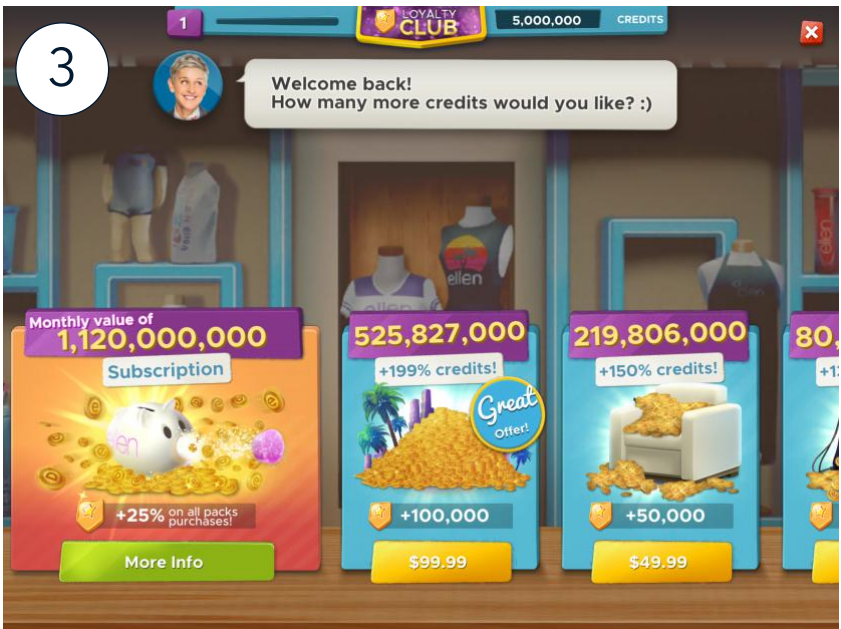 3
1
LOYALTY
CLUB
5,000,000 CREDITS
Welcome back!
How many more credits would you like? :)
ellen
ellen
Monthly value of
1,120,000,000
Subscription
+25% on all packs
purchases!
More Info
525,827,000
+199% credits!
Great
Offer!
+100,000
$99.99
219,806,000
+150% credits!
+50,000
$49.99
80,